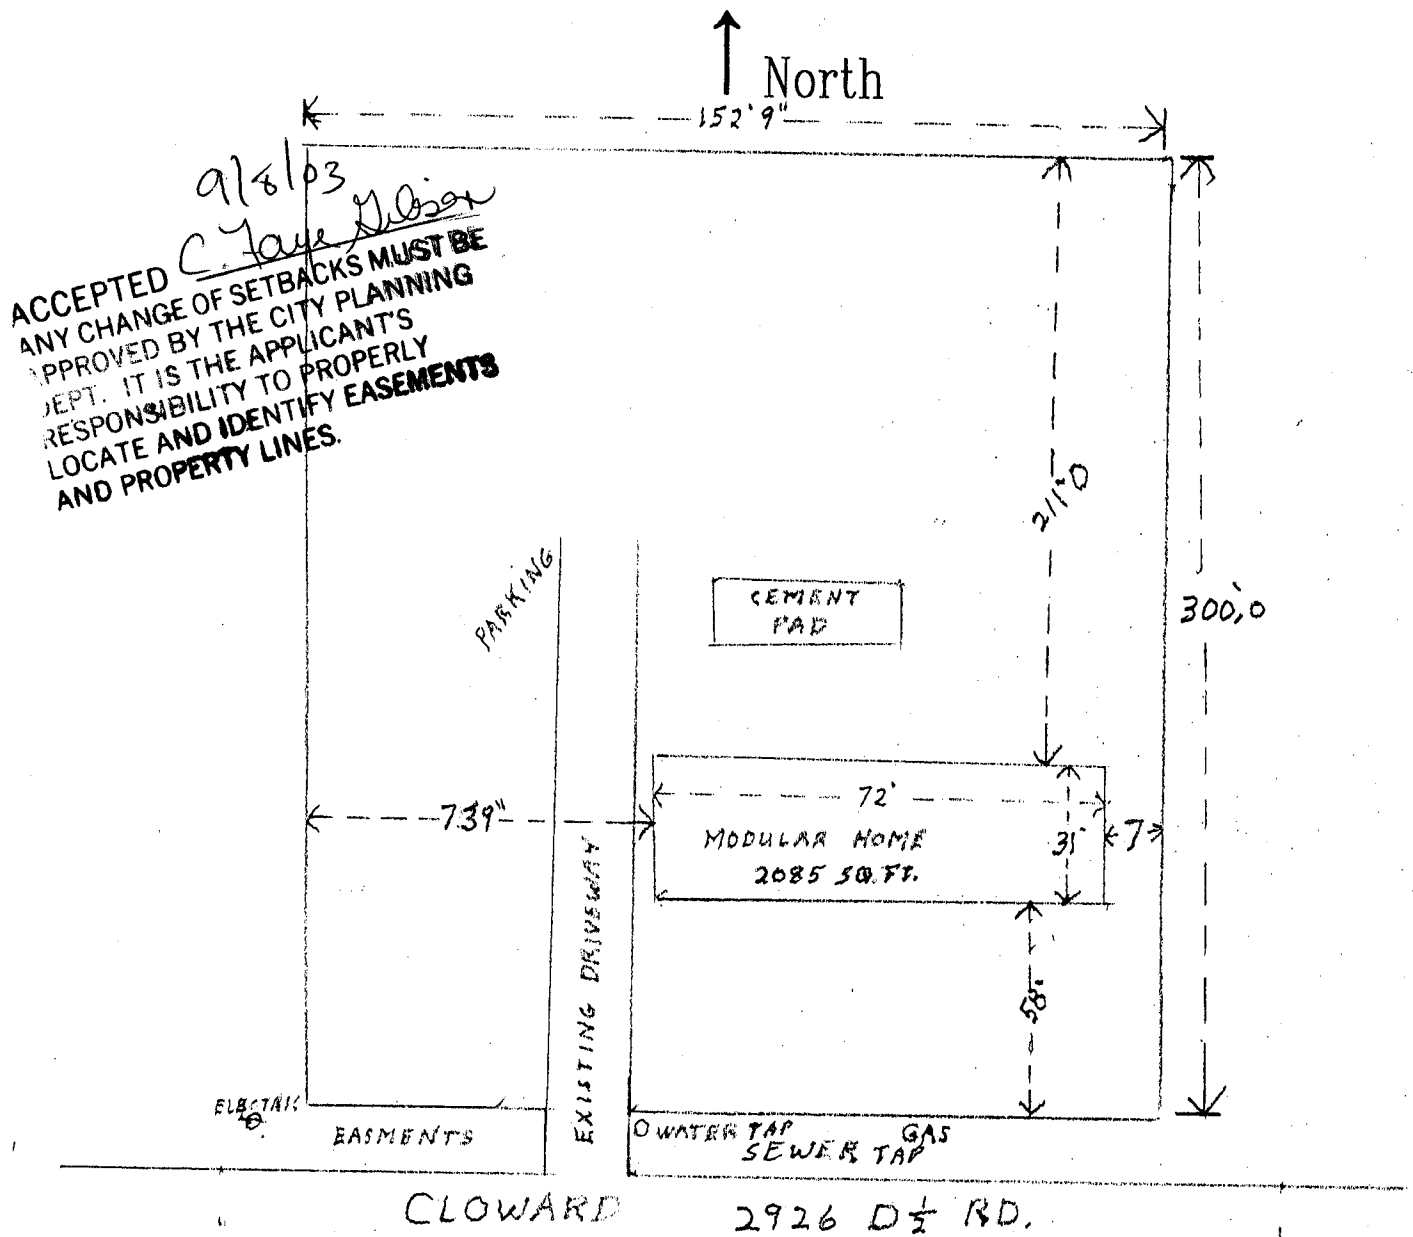 North
152'9"
9/8/03
ACCEPTED C. Faye Gibson
ANY CHANGE OF SETBACKS MUST BE
APPROVED BY THE CITY PLANNING
DEPT. IT IS THE APPLICANT'S
RESPONSIBILITY TO PROPERLY
LOCATE AND IDENTIFY EASEMENTS
AND PROPERTY LINES.
211'0
PARKING
CEMENT
PAD
300',0
72'
739"
MODULAR HOME
2085 SQ.FT.
7
EXISTING DRIVEWAY
58'
ELECTRIC
EASMENTS
WATER TAP
GAS
SEWER TAP
CLOWARD 2926 D½ RD.